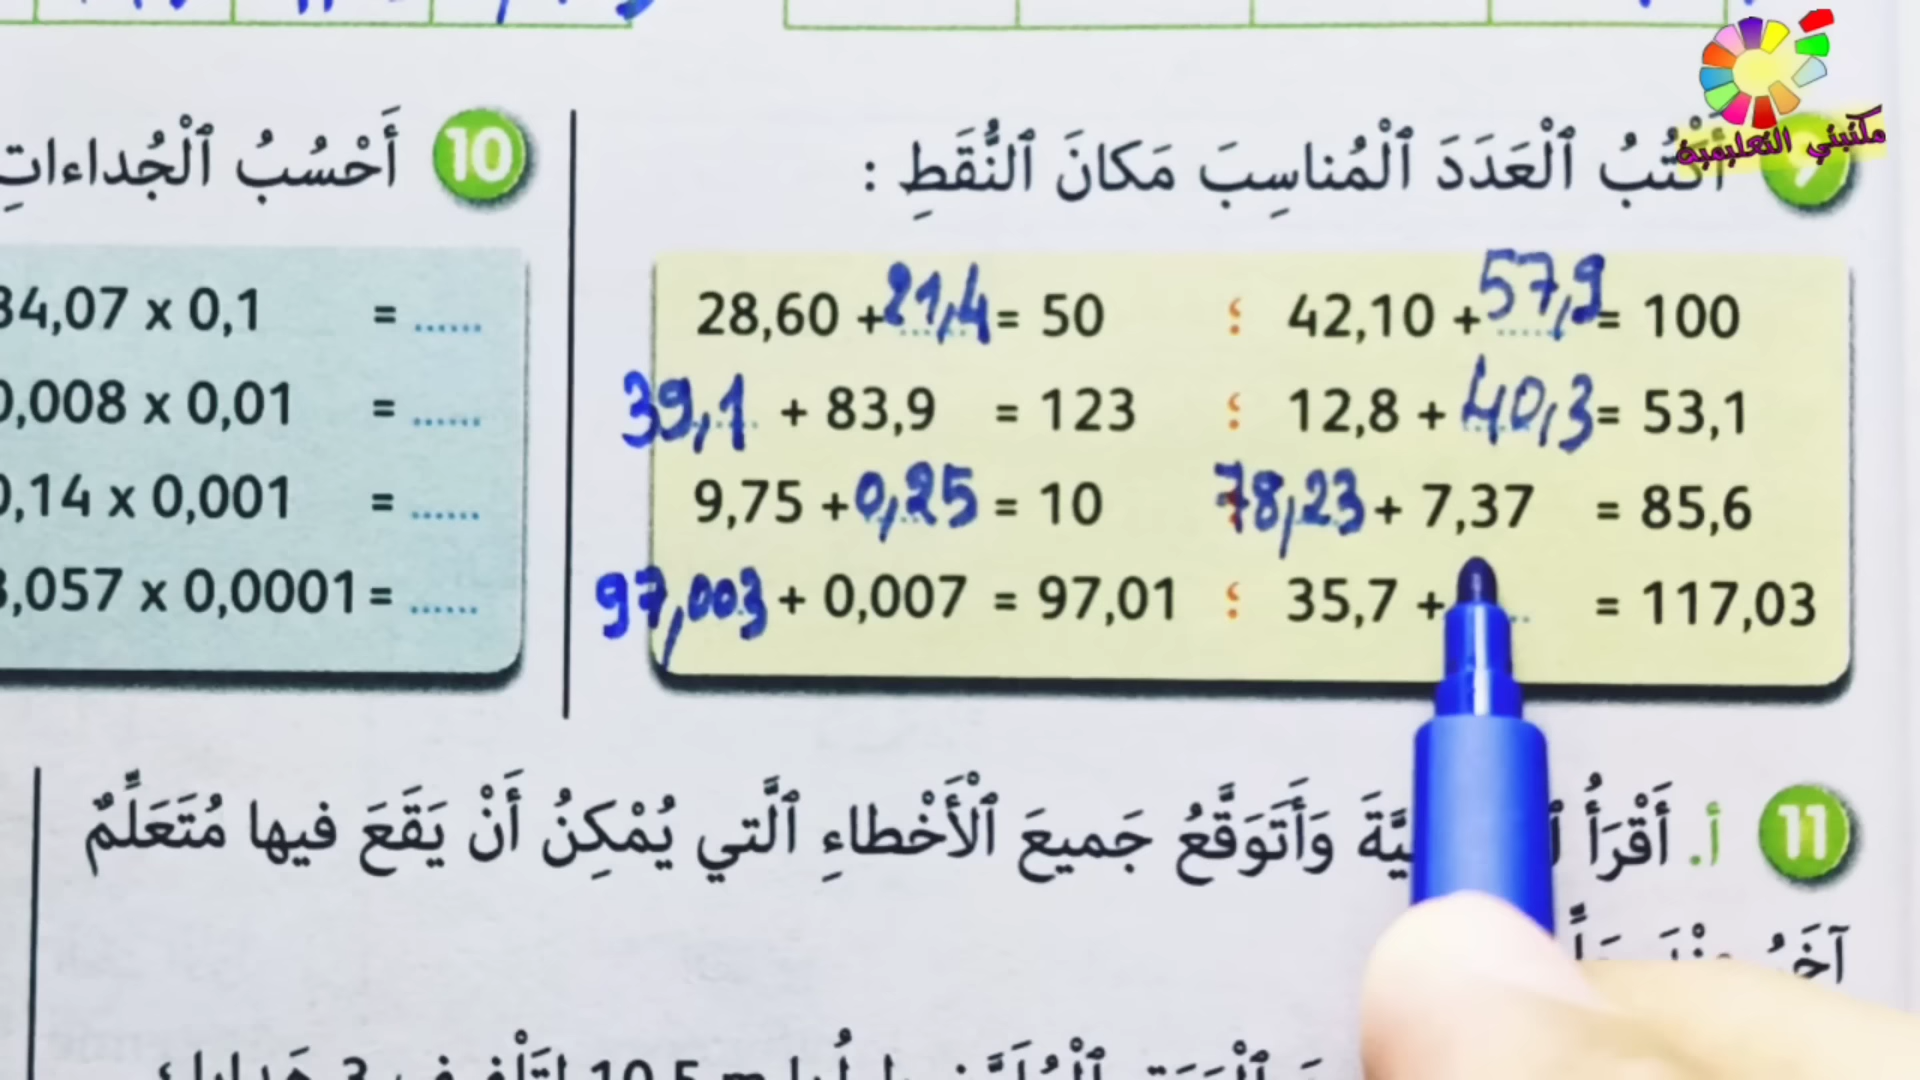 مكتبتي التعليمية
9 أَكْتُبُ ٱلْعَدَدَ ٱلْمُناسِبَ مَكانَ ٱلنُّقَطِ :
28,60 + 21,4 = 50 ؛ 42,10 + 57,9 = 100
39,1 + 83,9 = 123 ؛ 12,8 + 40,3 = 53,1
9,75 + 0,25 = 10 ؛ 78,23 + 7,37 = 85,6
97,003 + 0,007 = 97,01 ؛ 35,7 + .. = 117,03
10 أَحْسُبُ ٱلْجُداءاتِ
34,07 x 0,1 = ......
0,008 x 0,01 = ......
0,14 x 0,001 = ......
3,057 x 0,0001 = ......
11 أ. أَقْرَأُ وَأَتَوَقَّعُ جَميعَ ٱلْأَخْطاءِ ٱلَّتي يُمْكِنُ أَنْ يَقَعَ فيها مُتَعَلِّمٌ
آخَرُ